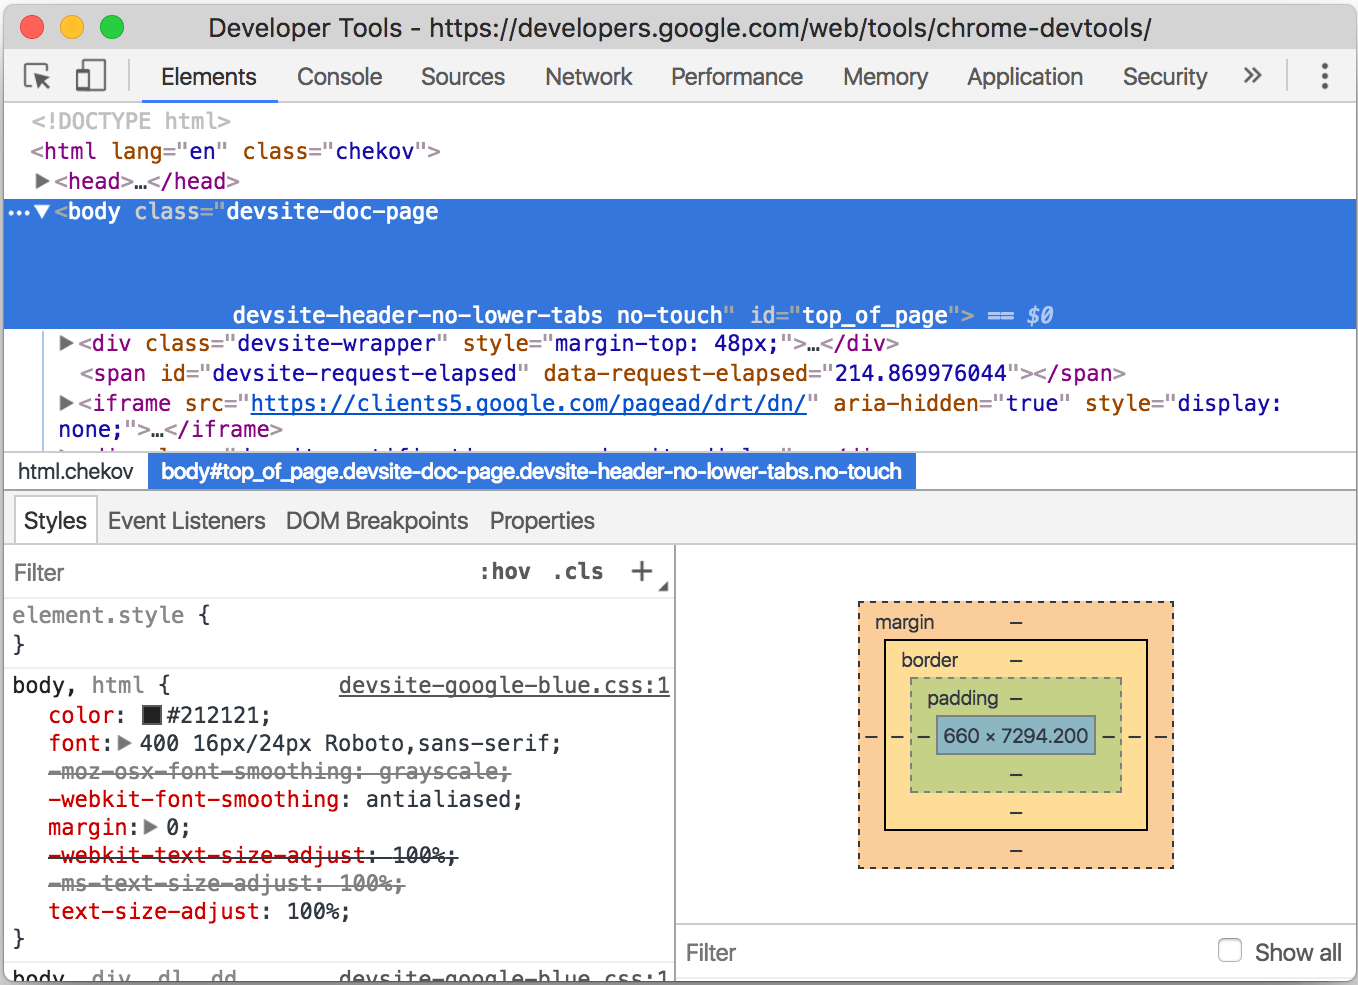 Developer Tools - https://developers.google.com/web/tools/chrome-devtools/
Elements Console Sources Network Performance Memory Application Security »
<!DOCTYPE html>
<html lang="en" class="chekov">
▶<head>…</head>
…▼<body class="devsite-doc-page
devsite-header-no-lower-tabs no-touch" id="top_of_page"> == $0
▶<div class="devsite-wrapper" style="margin-top: 48px;">…</div>
<span id="devsite-request-elapsed" data-request-elapsed="214.869976044"></span>
▶<iframe src="https://clients5.google.com/pagead/drt/dn/" aria-hidden="true" style="display:
none;">…</iframe>
html.chekov body#top_of_page.devsite-doc-page.devsite-header-no-lower-tabs.no-touch
Styles Event Listeners DOM Breakpoints Properties
Filter :hov .cls +
element.style {
}
body, html { devsite-google-blue.css:1
color: #212121;
font:▶400 16px/24px Roboto,sans-serif;
-moz-osx-font-smoothing: grayscale;
-webkit-font-smoothing: antialiased;
margin:▶0;
-webkit-text-size-adjust: 100%;
-ms-text-size-adjust: 100%;
text-size-adjust: 100%;
}
body, div, dl, dd, devsite-google-blue.css:1
margin –
border –
padding –
– – – 660 × 7294.200 – – –
–
–
–
Filter Show all